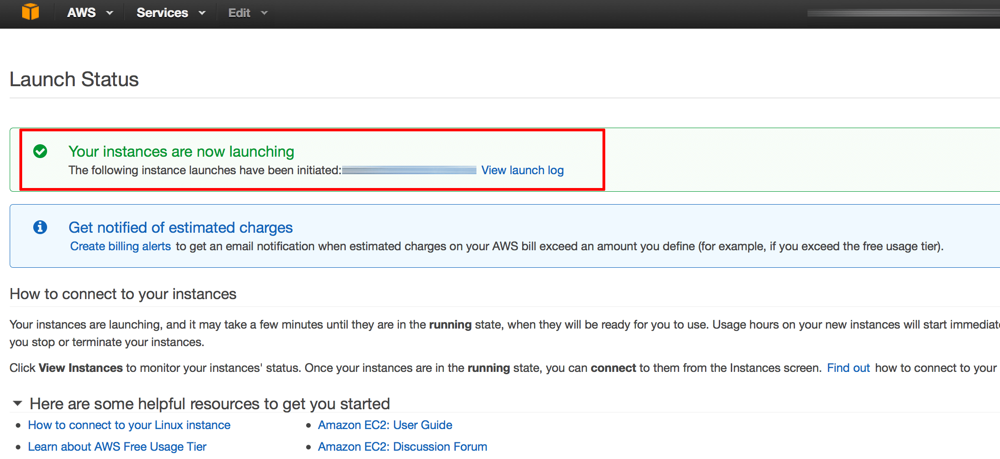 AWS Services Edit
Launch Status
Your instances are now launching
The following instance launches have been initiated: View launch log
Get notified of estimated charges
Create billing alerts to get an email notification when estimated charges on your AWS bill exceed an amount you define (for example, if you exceed the free usage tier).
How to connect to your instances
Your instances are launching, and it may take a few minutes until they are in the running state, when they will be ready for you to use. Usage hours on your new instances will start
you stop or terminate your instances.
Click View Instances to monitor your instances' status. Once your instances are in the running state, you can connect to them from the Instances screen. Find out how to connect to your
Here are some helpful resources to get you started
• How to connect to your Linux instance
• Amazon EC2: User Guide
• Learn about AWS Free Usage Tier
• Amazon EC2: Discussion Forum